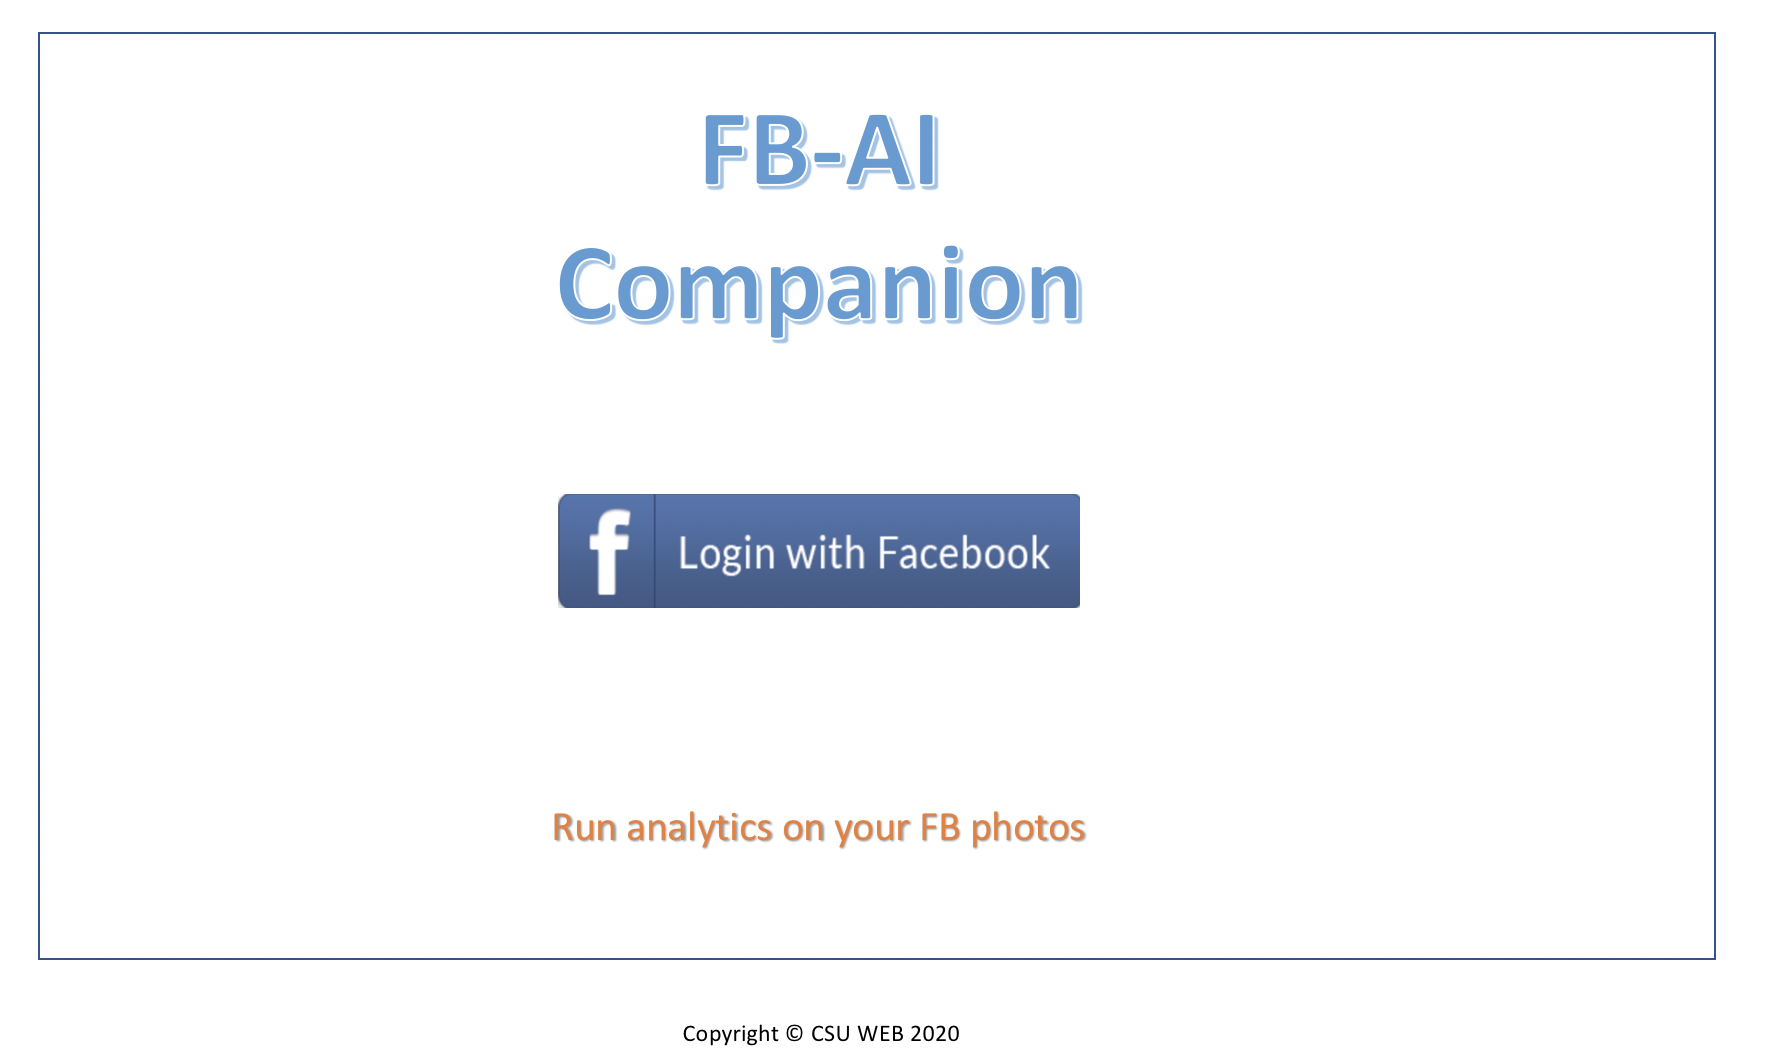 FB-AI
Companion
f Login with Facebook
Run analytics on your FB photos
Copyright © CSU WEB 2020